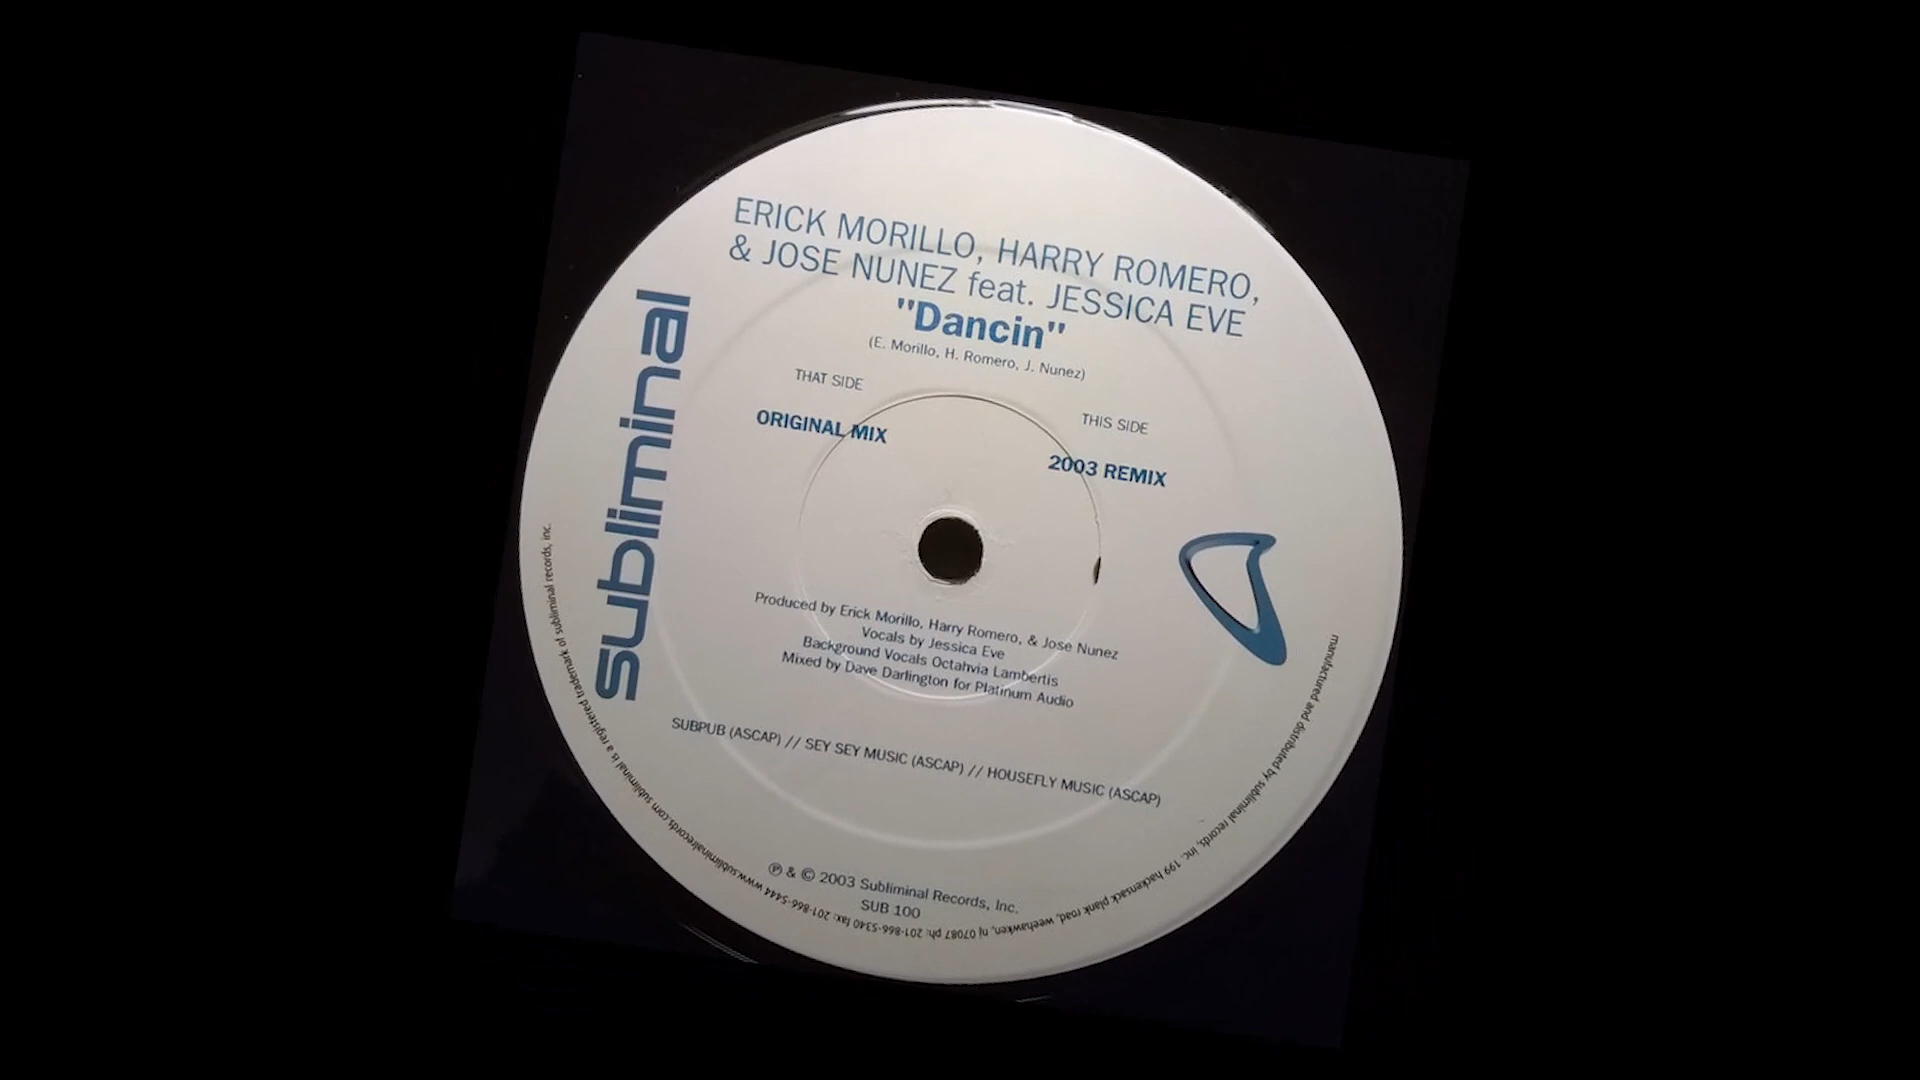 ERICK MORILLO, HARRY ROMERO,
& JOSE NUNEZ feat. JESSICA EVE
"Dancin"
(E. Morillo, H. Romero, J. Nunez)
THAT SIDE
ORIGINAL MIX
THIS SIDE
2003 REMIX
subliminal
Produced by Erick Morillo, Harry Romero, & Jose Nunez
Vocals by Jessica Eve
Background Vocals Octahvia Lambertis
Mixed by Dave Darlington for Platinum Audio
SUBPUB (ASCAP) // SEY SEY MUSIC (ASCAP) // HOUSEFLY MUSIC (ASCAP)
℗ & © 2003 Subliminal Records, Inc.
SUB 100
manufactured and distributed by subliminal records, inc. 199 hackensack plank road, weehawken, nj 07087 ph: 201-866-5340 fax: 201-866-5444 www.subliminalrecords.com subliminal is a registered trademark of subliminal records, inc.